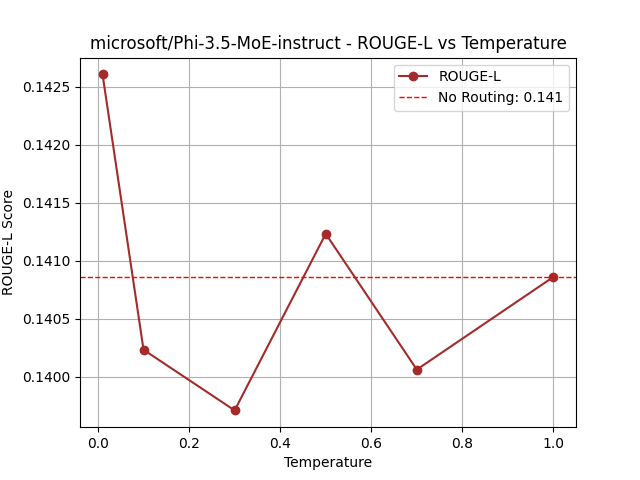 microsoft/Phi-3.5-MoE-instruct - ROUGE-L vs Temperature
ROUGE-L
No Routing: 0.141
ROUGE-L Score
0.1425
0.1420
0.1415
0.1410
0.1405
0.1400
0.0 0.2 0.4 0.6 0.8 1.0
Temperature